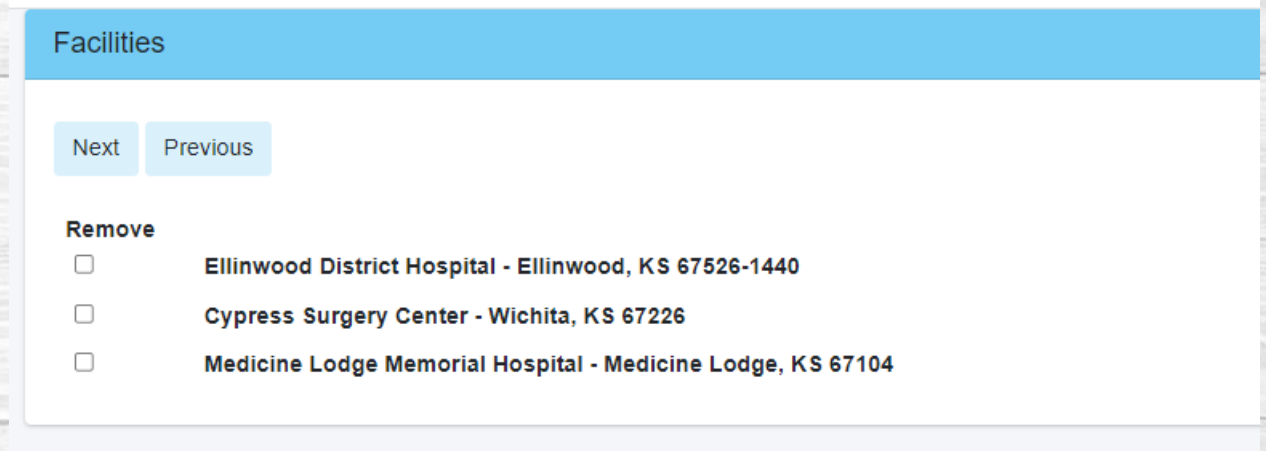 Facilities
Next Previous
Remove
Ellinwood District Hospital - Ellinwood, KS 67526-1440
Cypress Surgery Center - Wichita, KS 67226
Medicine Lodge Memorial Hospital - Medicine Lodge, KS 67104